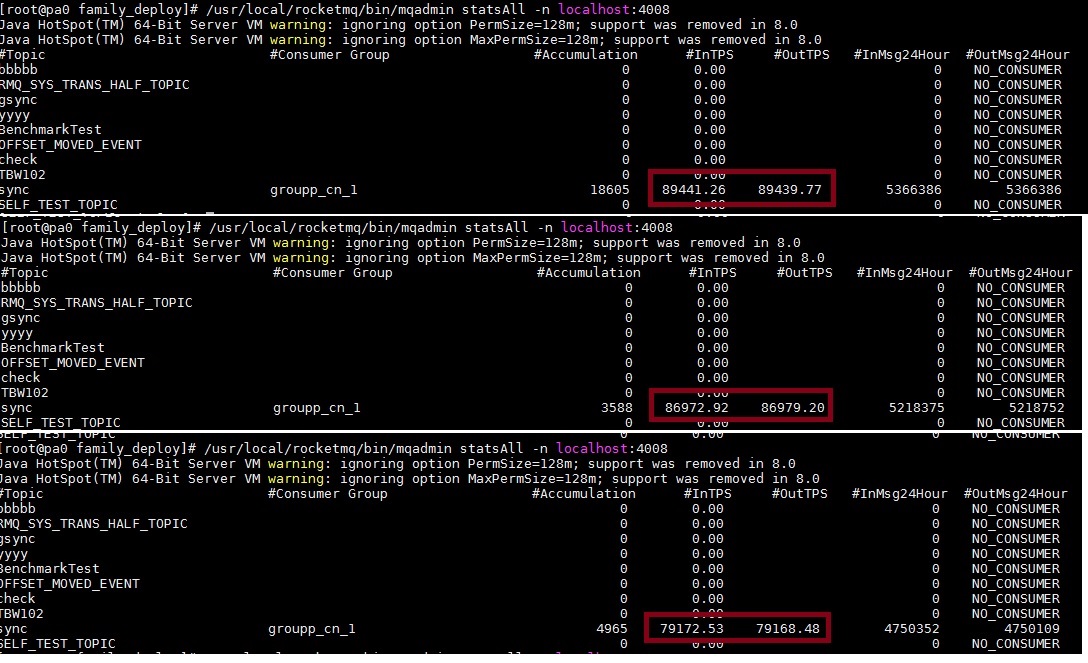 [root@pa0 family_deploy]# /usr/local/rocketmq/bin/mqadmin statsAll -n localhost:4008
Java HotSpot(TM) 64-Bit Server VM warning: ignoring option PermSize=128m; support was removed in 8.0
Java HotSpot(TM) 64-Bit Server VM warning: ignoring option MaxPermSize=128m; support was removed in 8.0
#Topic #Consumer Group #Accumulation #InTPS #OutTPS #InMsg24Hour #OutMsg24Hour
bbbbb 0 0.00 0 NO_CONSUMER
RMQ_SYS_TRANS_HALF_TOPIC 0 0.00 0 NO_CONSUMER
gsync 0 0.00 0 NO_CONSUMER
yyyy 0 0.00 0 NO_CONSUMER
BenchmarkTest 0 0.00 0 NO_CONSUMER
OFFSET_MOVED_EVENT 0 0.00 0 NO_CONSUMER
check 0 0.00 0 NO_CONSUMER
TBW102 0 0.00 0 NO_CONSUMER
sync groupp_cn_1 18605 89441.26 89439.77 5366386 5366386
SELF_TEST_TOPIC 0 0.00 0 NO_CONSUMER
[root@pa0 family_deploy]# /usr/local/rocketmq/bin/mqadmin statsAll -n localhost:4008
Java HotSpot(TM) 64-Bit Server VM warning: ignoring option PermSize=128m; support was removed in 8.0
Java HotSpot(TM) 64-Bit Server VM warning: ignoring option MaxPermSize=128m; support was removed in 8.0
#Topic #Consumer Group #Accumulation #InTPS #OutTPS #InMsg24Hour #OutMsg24Hour
bbbbb 0 0.00 0 NO_CONSUMER
RMQ_SYS_TRANS_HALF_TOPIC 0 0.00 0 NO_CONSUMER
gsync 0 0.00 0 NO_CONSUMER
yyyy 0 0.00 0 NO_CONSUMER
BenchmarkTest 0 0.00 0 NO_CONSUMER
OFFSET_MOVED_EVENT 0 0.00 0 NO_CONSUMER
check 0 0.00 0 NO_CONSUMER
TBW102 0 0.00 0 NO_CONSUMER
sync groupp_cn_1 3588 86972.92 86979.20 5218375 5218752
SELF_TEST_TOPIC 0 0.00 0 NO_CONSUMER
[root@pa0 family_deploy]# /usr/local/rocketmq/bin/mqadmin statsAll -n localhost:4008
Java HotSpot(TM) 64-Bit Server VM warning: ignoring option PermSize=128m; support was removed in 8.0
Java HotSpot(TM) 64-Bit Server VM warning: ignoring option MaxPermSize=128m; support was removed in 8.0
#Topic #Consumer Group #Accumulation #InTPS #OutTPS #InMsg24Hour #OutMsg24Hour
bbbbb 0 0.00 0 NO_CONSUMER
RMQ_SYS_TRANS_HALF_TOPIC 0 0.00 0 NO_CONSUMER
gsync 0 0.00 0 NO_CONSUMER
yyyy 0 0.00 0 NO_CONSUMER
BenchmarkTest 0 0.00 0 NO_CONSUMER
OFFSET_MOVED_EVENT 0 0.00 0 NO_CONSUMER
check 0 0.00 0 NO_CONSUMER
TBW102 0 0.00 0 NO_CONSUMER
sync groupp_cn_1 4965 79172.53 79168.48 4750352 4750109
SELF_TEST_TOPIC 0 0.00 0 NO_CONSUMER